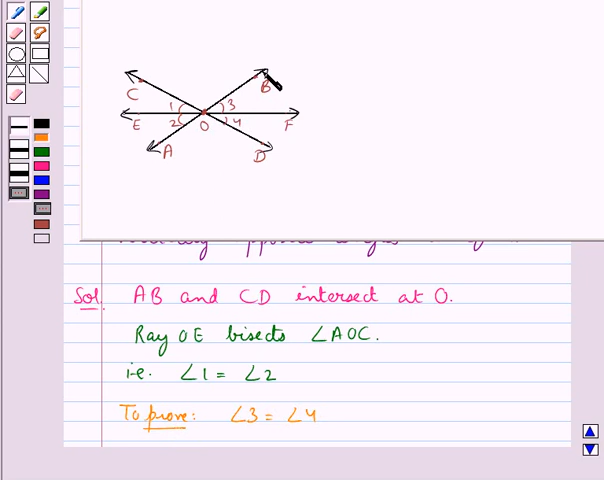 C
B
1
3
E
2
O
4
F
A
D
Sol. AB and CD intersect at O.
Ray OE bisects ∠AOC.
i.e. ∠1 = ∠2
To prove: ∠3 = ∠4